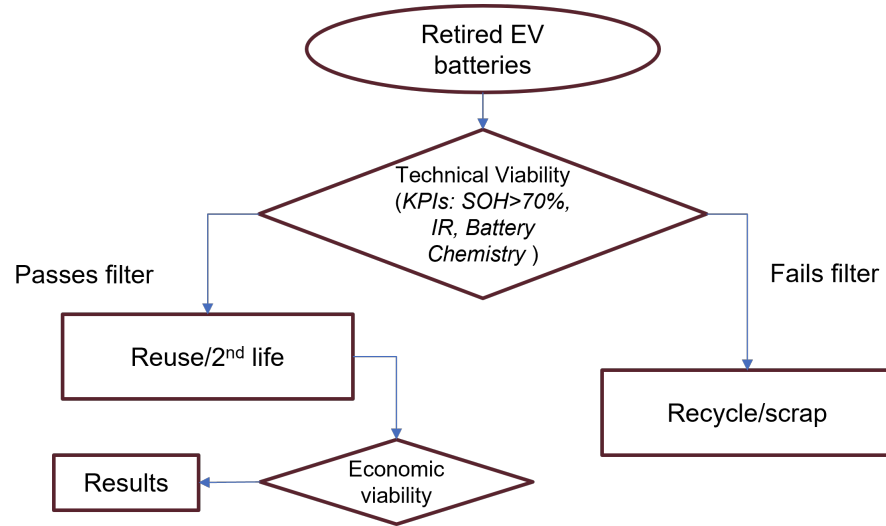 Retired EV
batteries
Technical Viability
(KPIs: SOH>70%,
IR, Battery
Chemistry )
Passes filter
Fails filter
Reuse/2nd life
Recycle/scrap
Economic
viability
Results